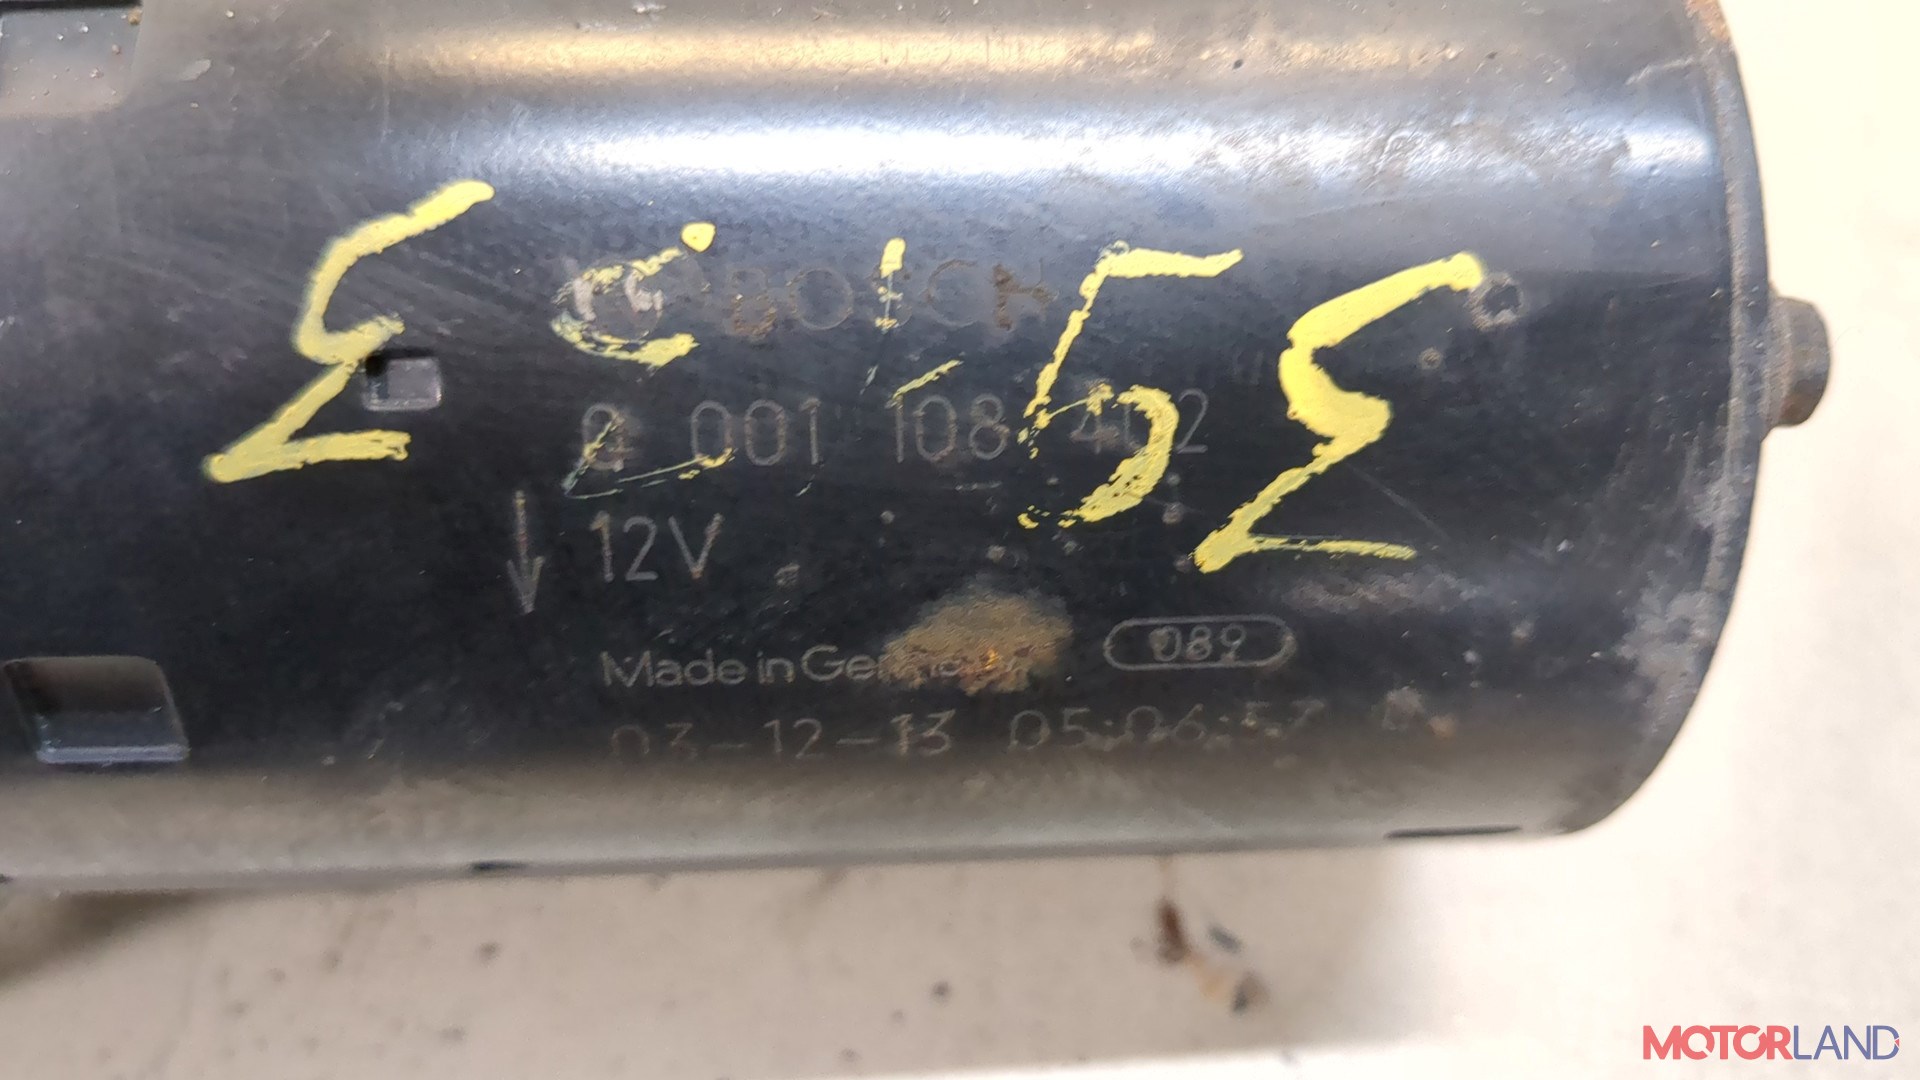 BOSCH
0 001 108 402
12V
Made in Germany
089
03-12-13 05:06:57
MOTORLAND